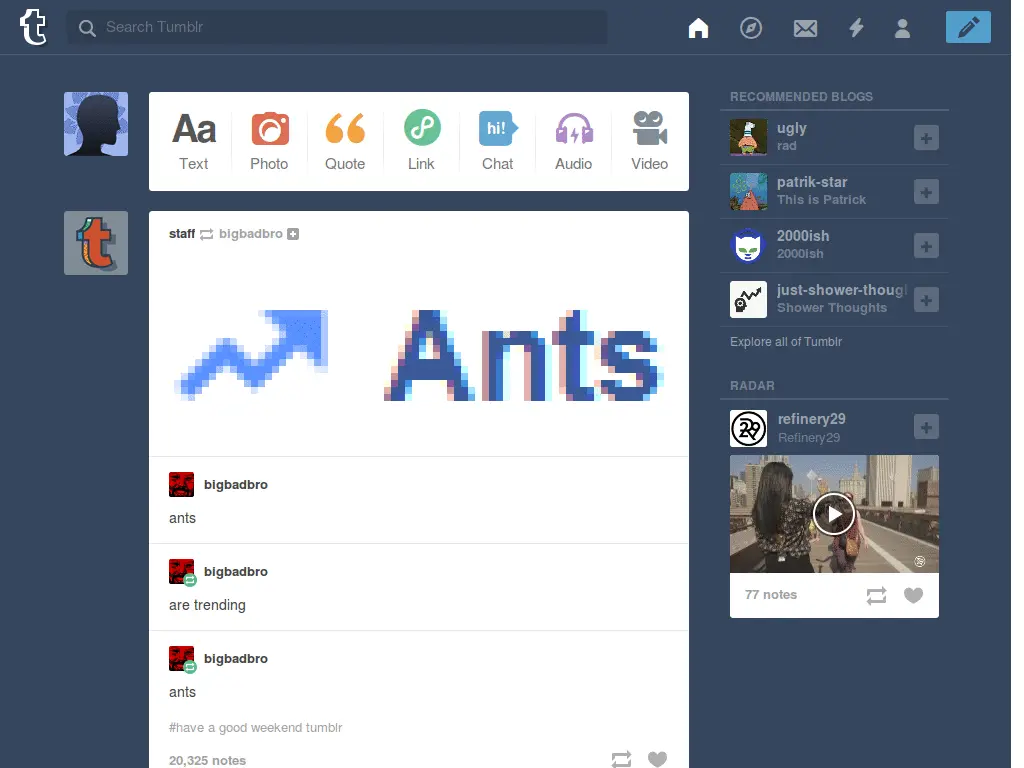 Search Tumblr
Aa
hi!
Text
Photo
Quote
Link
Chat
Audio
Video
staff bigbadbro
Ants
bigbadbro
ants
bigbadbro
are trending
bigbadbro
ants
#have a good weekend tumblr
20,325 notes
RECOMMENDED BLOGS
ugly
rad
patrik-star
This is Patrick
2000ish
2000ish
just-shower-thoug
Shower Thoughts
Explore all of Tumblr
RADAR
29
refinery29
Refinery29
77 notes